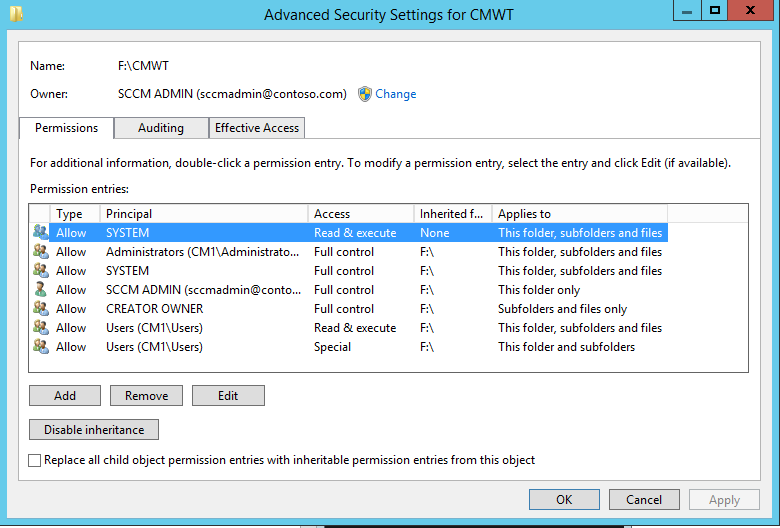 Advanced Security Settings for CMWT
Name: F:\CMWT
Owner: SCCM ADMIN (sccmadmin@contoso.com) Change
Permissions Auditing Effective Access
For additional information, double-click a permission entry. To modify a permission entry, select the entry and click Edit (if available).
Permission entries:
Type Principal Access Inherited f... Applies to
Allow SYSTEM Read & execute None This folder, subfolders and files
Allow Administrators (CM1\Administrato... Full control F:\ This folder, subfolders and files
Allow SYSTEM Full control F:\ This folder, subfolders and files
Allow SCCM ADMIN (sccmadmin@conto... Full control F:\ This folder only
Allow CREATOR OWNER Full control F:\ Subfolders and files only
Allow Users (CM1\Users) Read & execute F:\ This folder, subfolders and files
Allow Users (CM1\Users) Special F:\ This folder and subfolders
Add Remove Edit
Disable inheritance
Replace all child object permission entries with inheritable permission entries from this object
OK Cancel Apply